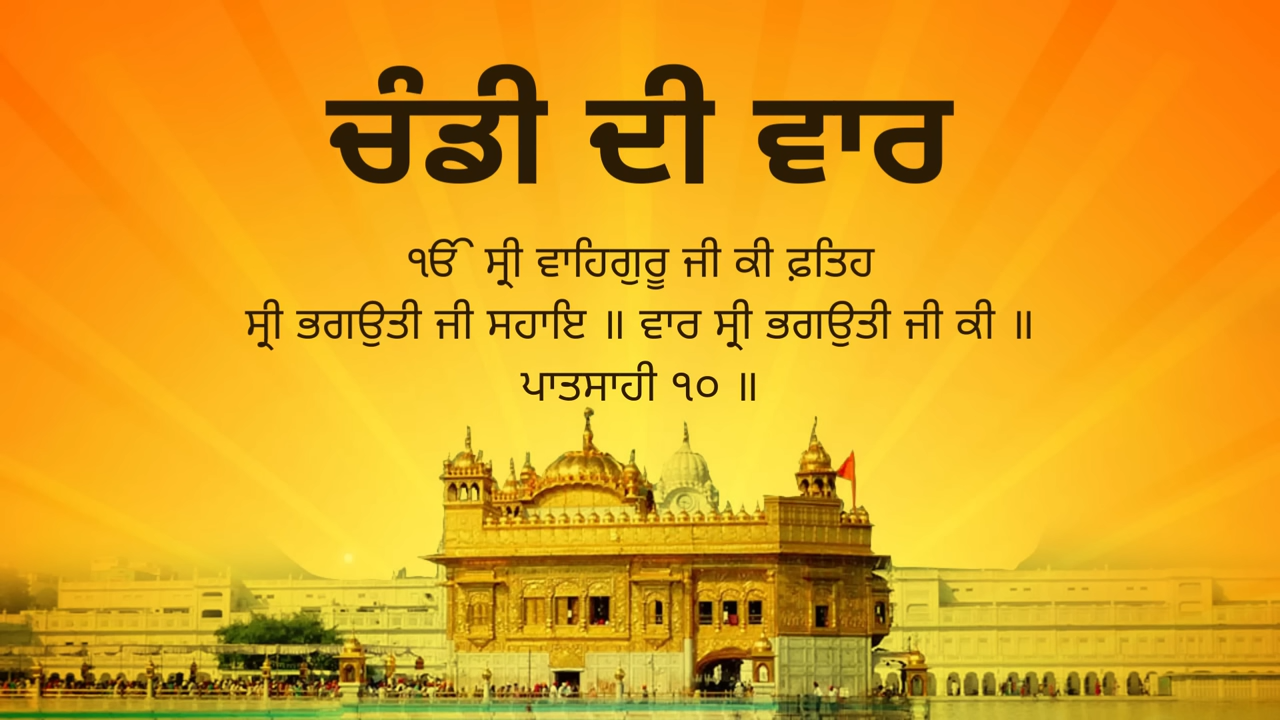 ਚੰਡੀ ਦੀ ਵਾਰ
ੴ ਸ੍ਰੀ ਵਾਹਿਗੁਰੂ ਜੀ ਕੀ ਫ਼ਤਿਹ
ਸ੍ਰੀ ਭਗਉਤੀ ਜੀ ਸਹਾਇ ॥ ਵਾਰ ਸ੍ਰੀ ਭਗਉਤੀ ਜੀ ਕੀ ॥
ਪਾਤਸਾਹੀ ੧੦ ॥